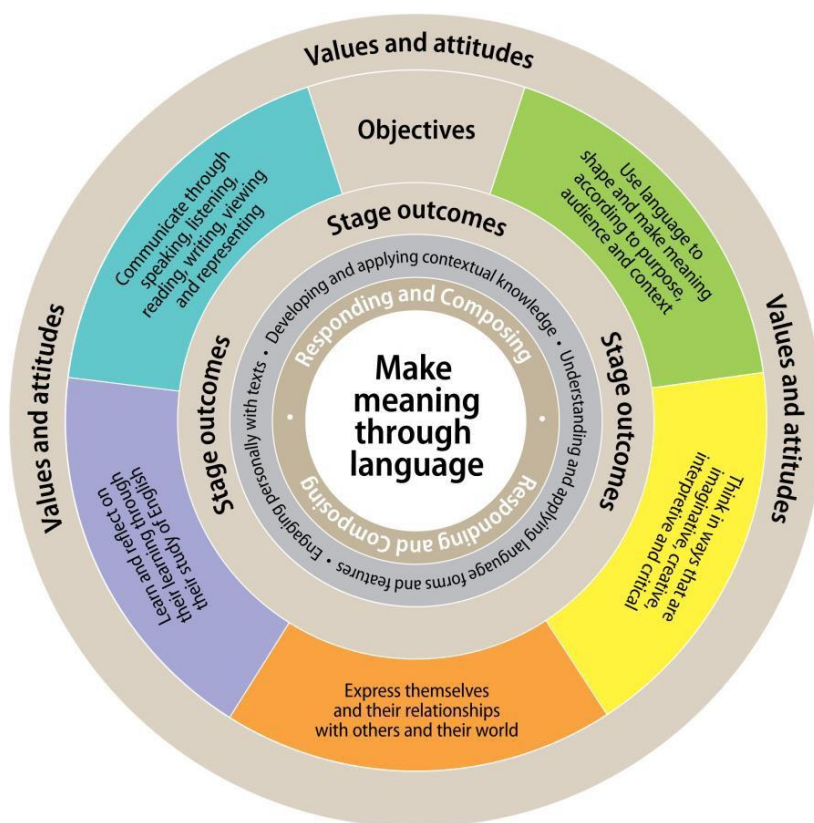 Values and attitudes
Values and attitudes
Values and attitudes
Objectives
Communicate through
speaking, listening,
reading, writing, viewing
and representing
Use language to
shape and make meaning
according to purpose,
audience and context
Think in ways that are
imaginative, creative,
interpretive and critical
Express themselves
and their relationships
with others and their world
Learn and reflect on
their learning through
their study of English
Stage outcomes
Stage outcomes
Stage outcomes
Engaging personally with texts • Developing and applying contextual knowledge • Understanding and applying language forms and features •
Responding and Composing •
Responding and Composing •
Make
meaning
through
language